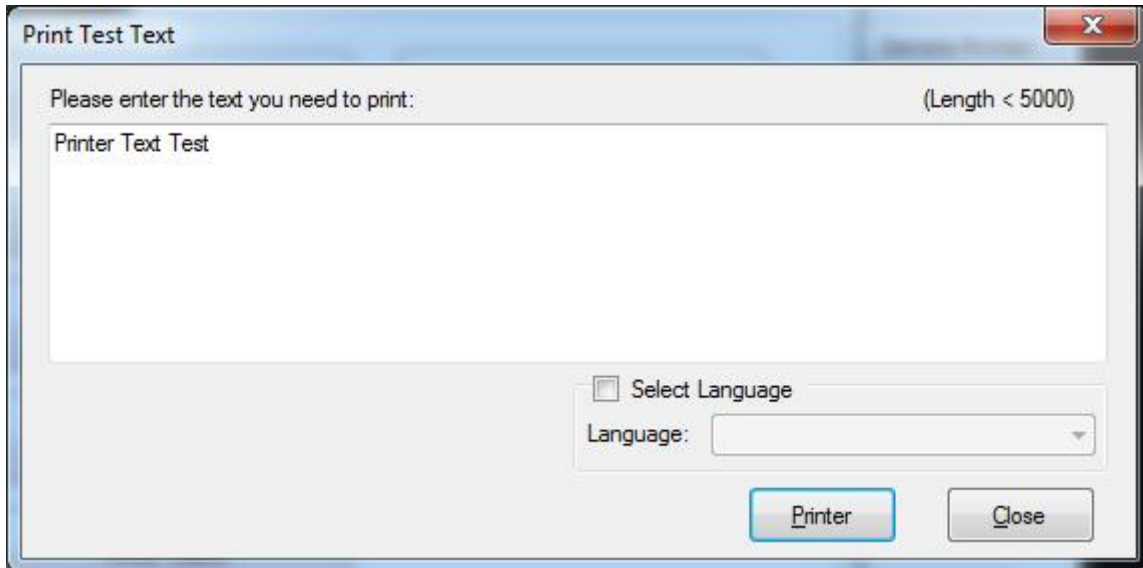 Print Test Text
Please enter the text you need to print: (Length < 5000)
Printer Text Test
Select Language
Language:
Printer Close